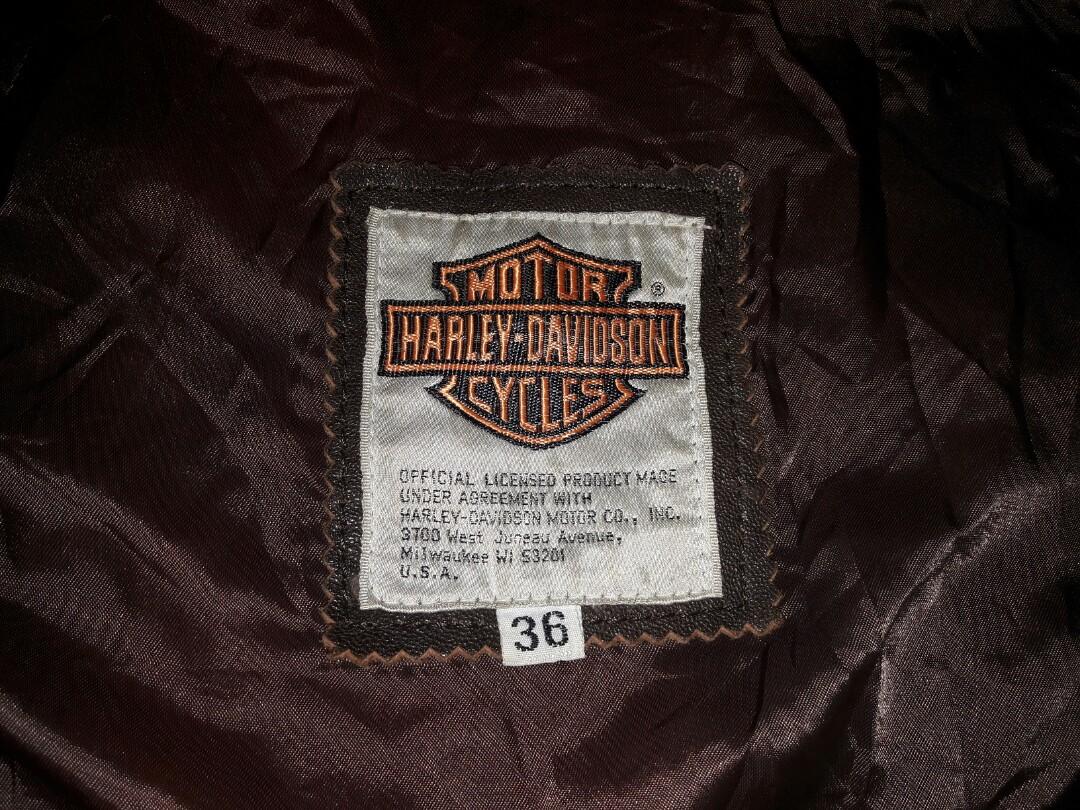 MOTOR
®
HARLEY-DAVIDSON
CYCLES
OFFICIAL LICENSED PRODUCT MADE
UNDER AGREEMENT WITH
HARLEY-DAVIDSON MOTOR CO., INC.
3700 West Juneau Avenue,
Milwaukee WI 53201
U.S.A.
36